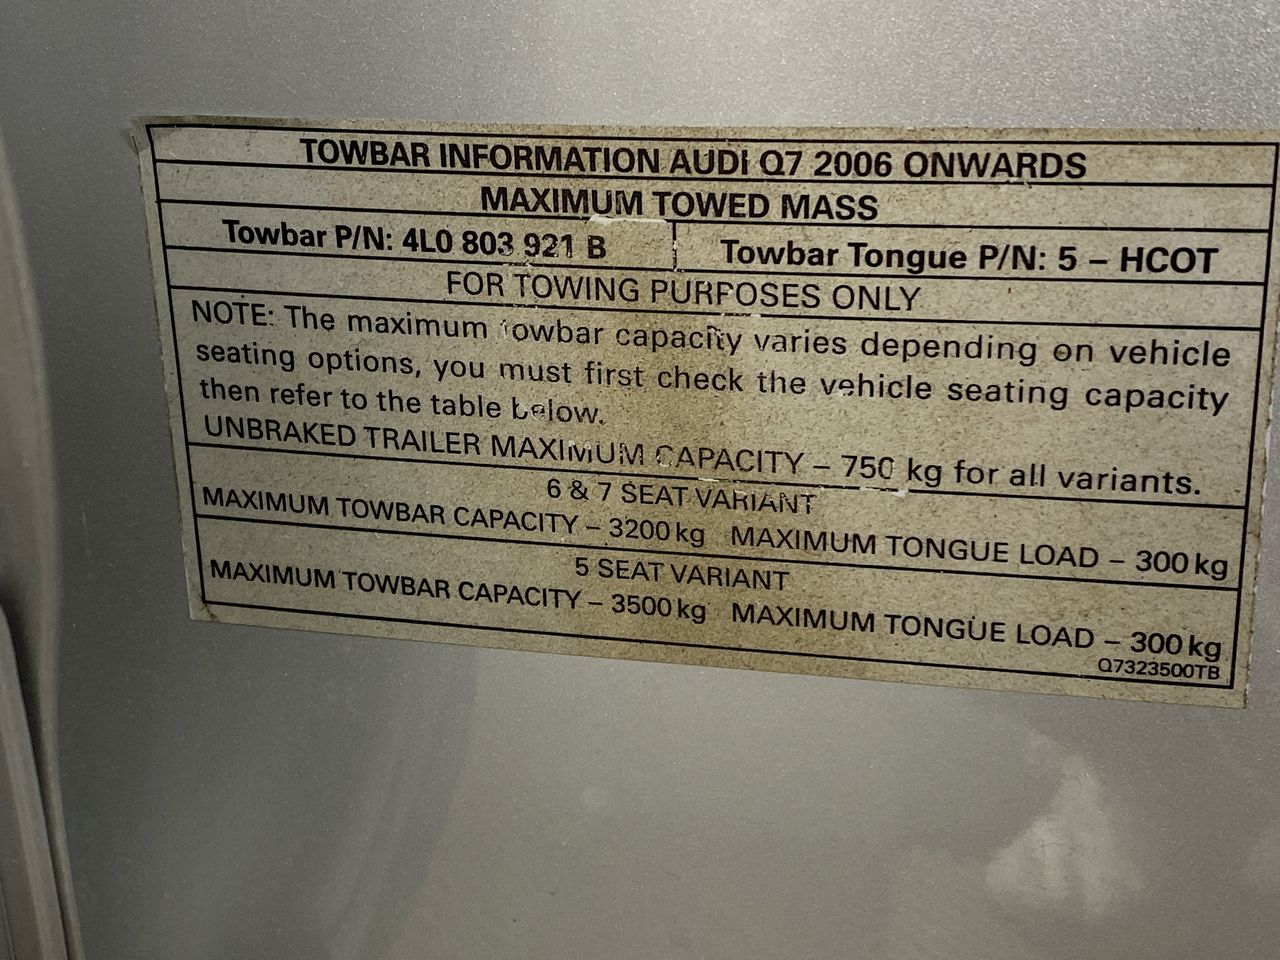 TOWBAR INFORMATION AUDI Q7 2006 ONWARDS
MAXIMUM TOWED MASS
Towbar P/N: 4L0 803 921 B Towbar Tongue P/N: 5 – HCOT
FOR TOWING PURPOSES ONLY
NOTE: The maximum towbar capacity varies depending on vehicle
seating options, you must first check the vehicle seating capacity
then refer to the table below.
UNBRAKED TRAILER MAXIMUM CAPACITY – 750 kg for all variants.
6 & 7 SEAT VARIANT
MAXIMUM TOWBAR CAPACITY – 3200 kg MAXIMUM TONGUE LOAD – 300 kg
5 SEAT VARIANT
MAXIMUM TOWBAR CAPACITY – 3500 kg MAXIMUM TONGUE LOAD – 300 kg
Q7323500TB